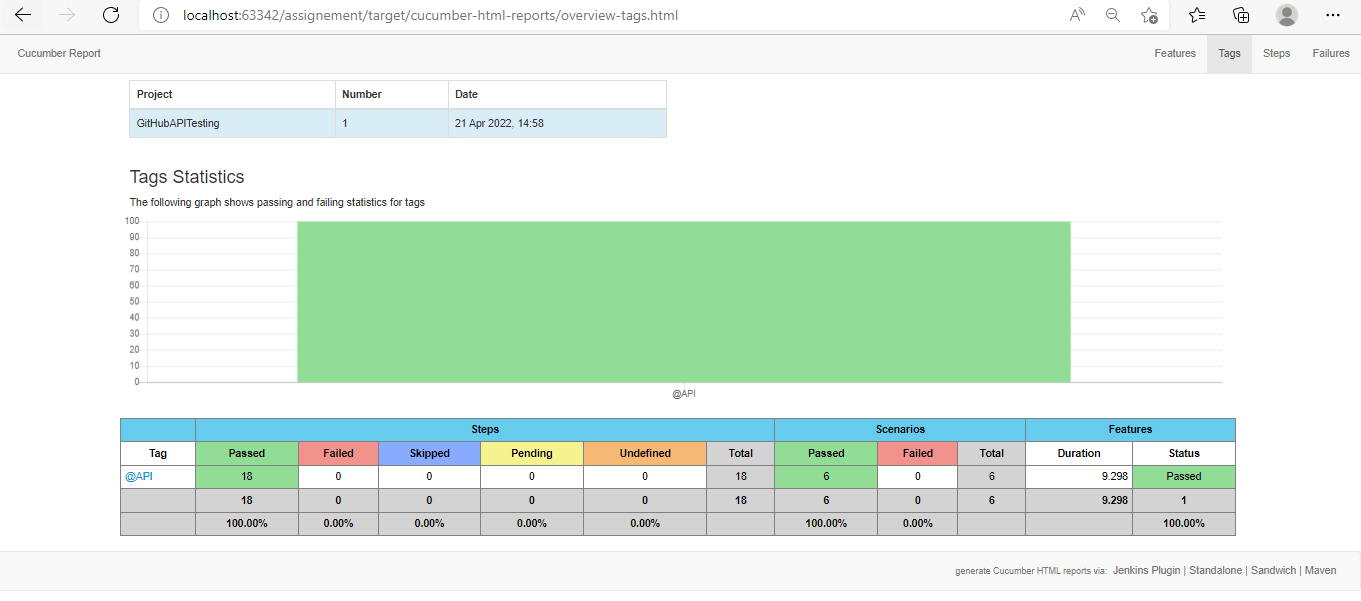 localhost:63342/assignement/target/cucumber-html-reports/overview-tags.html
Cucumber Report Features Tags Steps Failures
Project Number Date
GitHubAPITesting 1 21 Apr 2022, 14:58
Tags Statistics
The following graph shows passing and failing statistics for tags
100
90
80
70
60
50
40
30
20
10
0
@API
Steps Scenarios Features
Tag Passed Failed Skipped Pending Undefined Total Passed Failed Total Duration Status
@API 18 0 0 0 0 18 6 0 6 9.298 Passed
18 0 0 0 0 18 6 0 6 9.298 1
100.00% 0.00% 0.00% 0.00% 0.00% 100.00% 0.00% 100.00%
generate Cucumber HTML reports via: Jenkins Plugin | Standalone | Sandwich | Maven